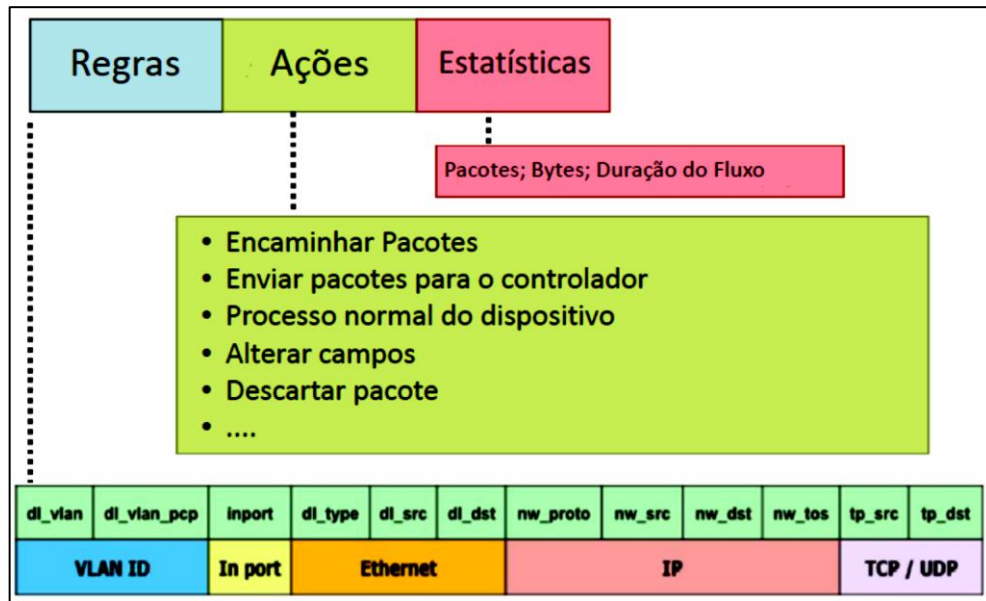 Regras Ações Estatísticas
Pacotes; Bytes; Duração do Fluxo
• Encaminhar Pacotes
• Enviar pacotes para o controlador
• Processo normal do dispositivo
• Alterar campos
• Descartar pacote
• ....
dl_vlan dl_vlan_pcp inport dl_type dl_src dl_dst nw_proto nw_src nw_dst nw_tos tp_src tp_dst
VLAN ID In port Ethernet IP TCP / UDP